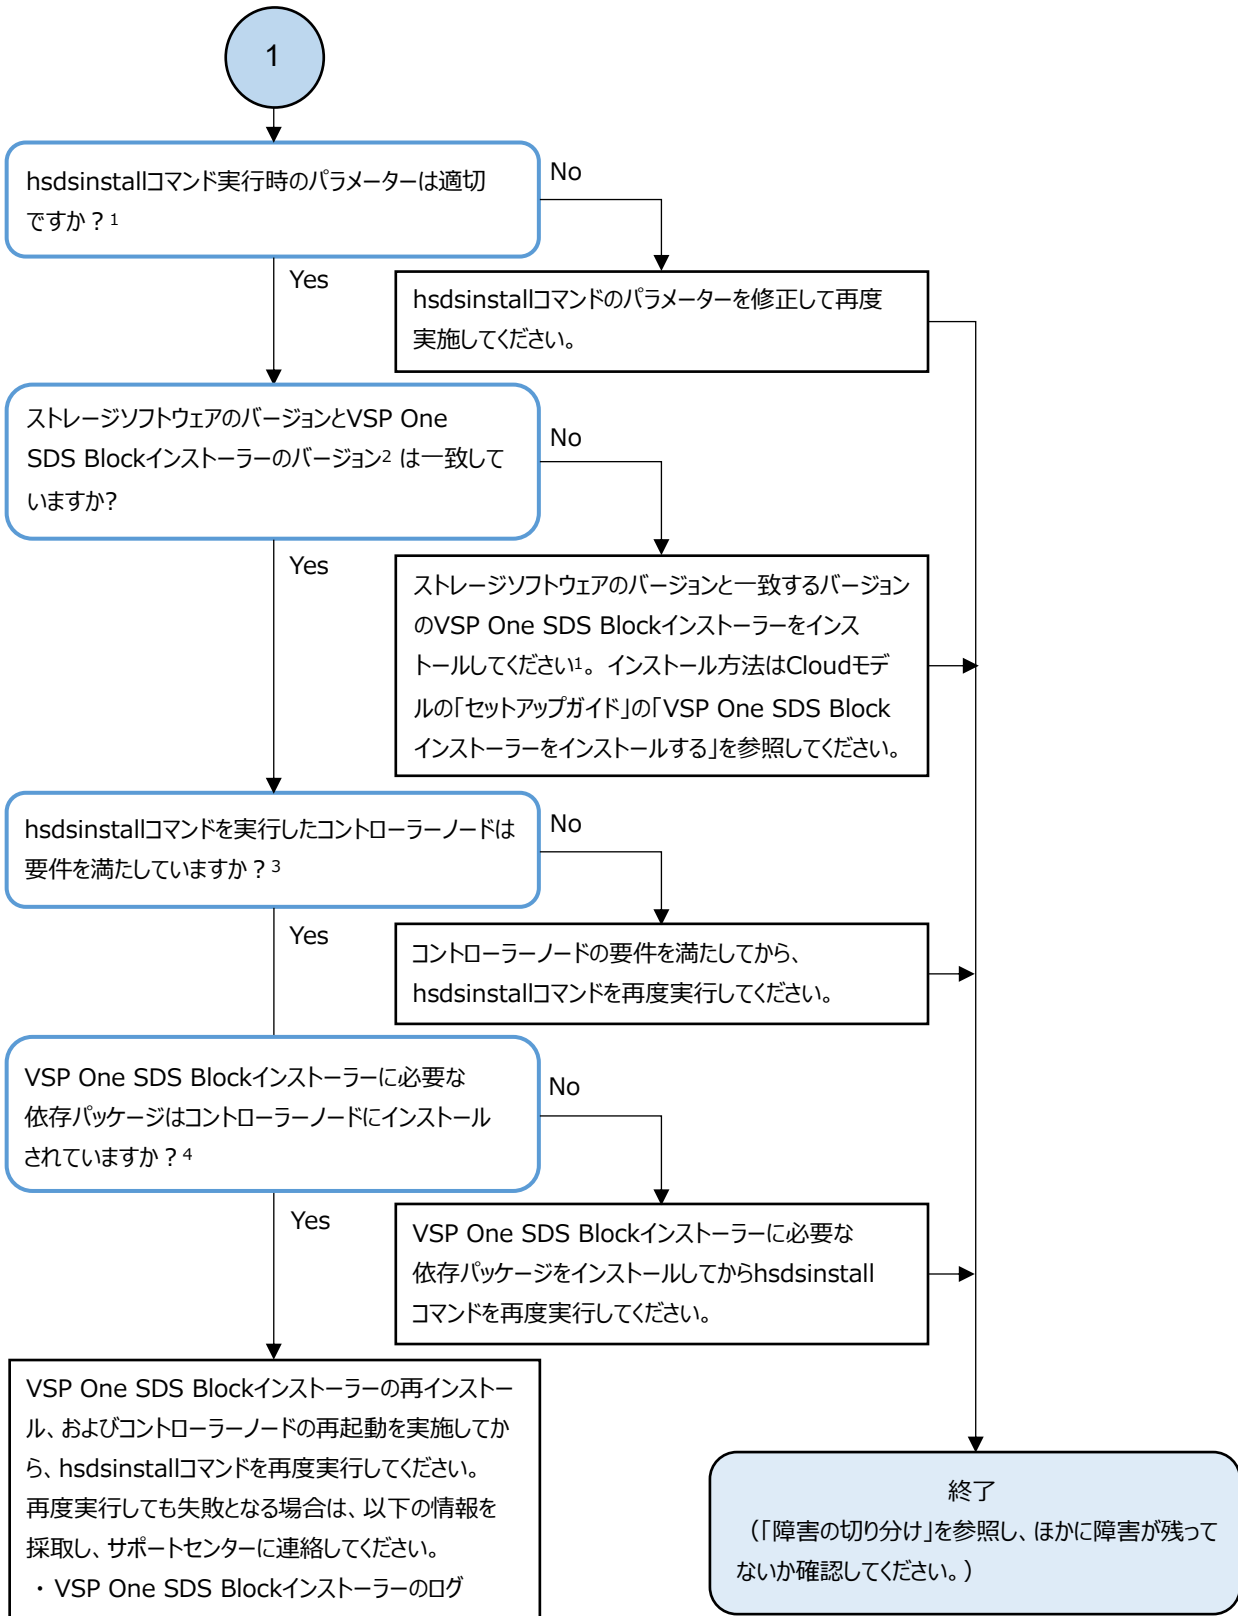 1
hsdsinstallコマンド実行時のパラメーターは適切
ですか？1
No
Yes
hsdsinstallコマンドのパラメーターを修正して再度
実施してください。
ストレージソフトウェアのバージョンとVSP One
SDS Blockインストーラーのバージョン2 は一致して
いますか?
No
Yes
ストレージソフトウェアのバージョンと一致するバージョン
のVSP One SDS Blockインストーラーをインス
トールしてください1。インストール方法はCloudモデ
ルの「セットアップガイド」の「VSP One SDS Block
インストーラーをインストールする」を参照してください。
hsdsinstallコマンドを実行したコントローラーノードは
要件を満たしていますか？3
No
Yes
コントローラーノードの要件を満たしてから、
hsdsinstallコマンドを再度実行してください。
VSP One SDS Blockインストーラーに必要な
依存パッケージはコントローラーノードにインストール
されていますか？4
No
Yes
VSP One SDS Blockインストーラーに必要な
依存パッケージをインストールしてからhsdsinstall
コマンドを再度実行してください。
VSP One SDS Blockインストーラーの再インストー
ル、およびコントローラーノードの再起動を実施してか
ら、hsdsinstallコマンドを再度実行してください。
再度実行しても失敗となる場合は、以下の情報を
採取し、サポートセンターに連絡してください。
・ VSP One SDS Blockインストーラーのログ
終了
（「障害の切り分け」を参照し、ほかに障害が残って
ないか確認してください。）